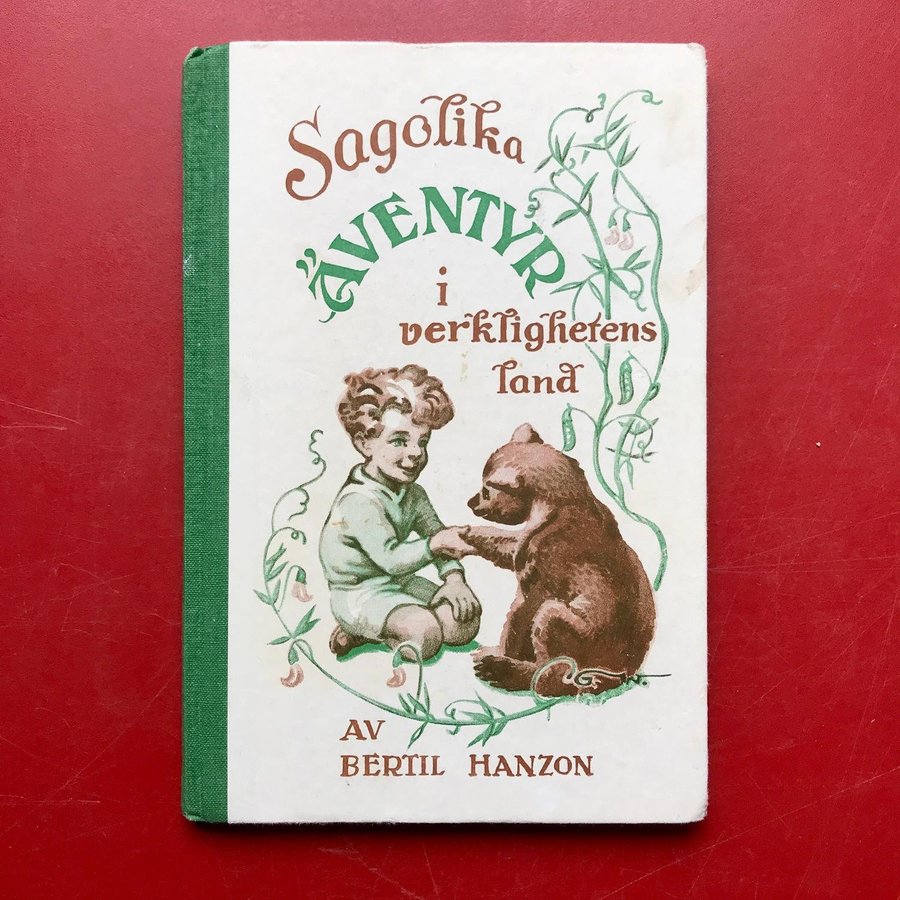 Sagolika
ÄVENTYR
i
verklighetens
land
AV
BERTIL HANZON